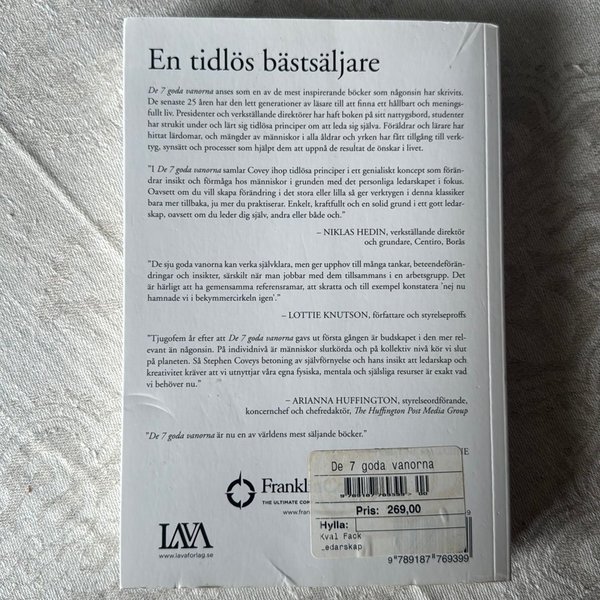 En tidlös bästsäljare
De 7 goda vanorna anses som en av de mest inspirerande böcker som någonsin har skrivits.
De senaste 25 åren har den lett generationer av läsare till att finna ett hållbart och menings-
fullt liv. Presidenter och verkställande direktörer har haft boken på sitt nattygsbord, studenter
har strukit under och lärt sig tidlösa principer om att leda sig själva. Föräldrar och lärare har
hittat lärdomar, och mängder av människor i alla åldrar och yrken har fått tillgång till verk-
tyg, synsätt och processer som hjälpt dem att uppnå de resultat de önskar i livet.
"I De 7 goda vanorna samlar Covey ihop tidlösa principer i ett genialiskt koncept som förän-
drar insikt och förmåga hos människor i grunden med det personliga ledarskapet i fokus.
Oavsett om du vill skapa förändring i det stora eller lilla så ger verktygen i denna klassiker
bara mer tillbaka, ju mer du praktiserar. Enkelt, kraftfullt och en solid grund i ett gott ledar-
skap, oavsett om du leder dig själv, andra eller både och."
– NIKLAS HEDIN, verkställande direktör
och grundare, Centiro, Borås
"De sju goda vanorna kan verka självklara, men ger upphov till många tankar, beteendeförän-
dringar och insikter, särskilt när man jobbar med dem tillsammans i en arbetsgrupp. Det
är härligt att ha gemensamma referensramar, att skratta och till exempel konstatera 'nej nu
hamnade vi i bekymmercirkeln igen'."
– LOTTIE KNUTSON, författare och styrelseproffs
"Tjugofem år efter att De 7 goda vanorna gavs ut första gången är budskapet i den mer rel-
evant än någonsin. På individnivå är människor slutkörda och på kollektiv nivå kör vi slut
på planeten. Så Stephen Coveys betoning av självförnyelse och hans insikt att ledarskap och
kreativitet kräver att vi utnyttjar våra egna fysiska, mentala och själsliga resurser är exakt vad
vi behöver nu."
– ARIANNA HUFFINGTON, styrelseordförande,
koncernchef och chefredaktör, The Huffington Post Media Group
"De 7 goda vanorna är nu en av världens mest säljande böcker."
De 7 goda vanorna
Pris: 269,00
Hylla:
Kval Fack
Ledarskap
Frankl
THE ULTIMATE CO
www.fran
LAVA
www.lavaforlag.se
9 789187 769399